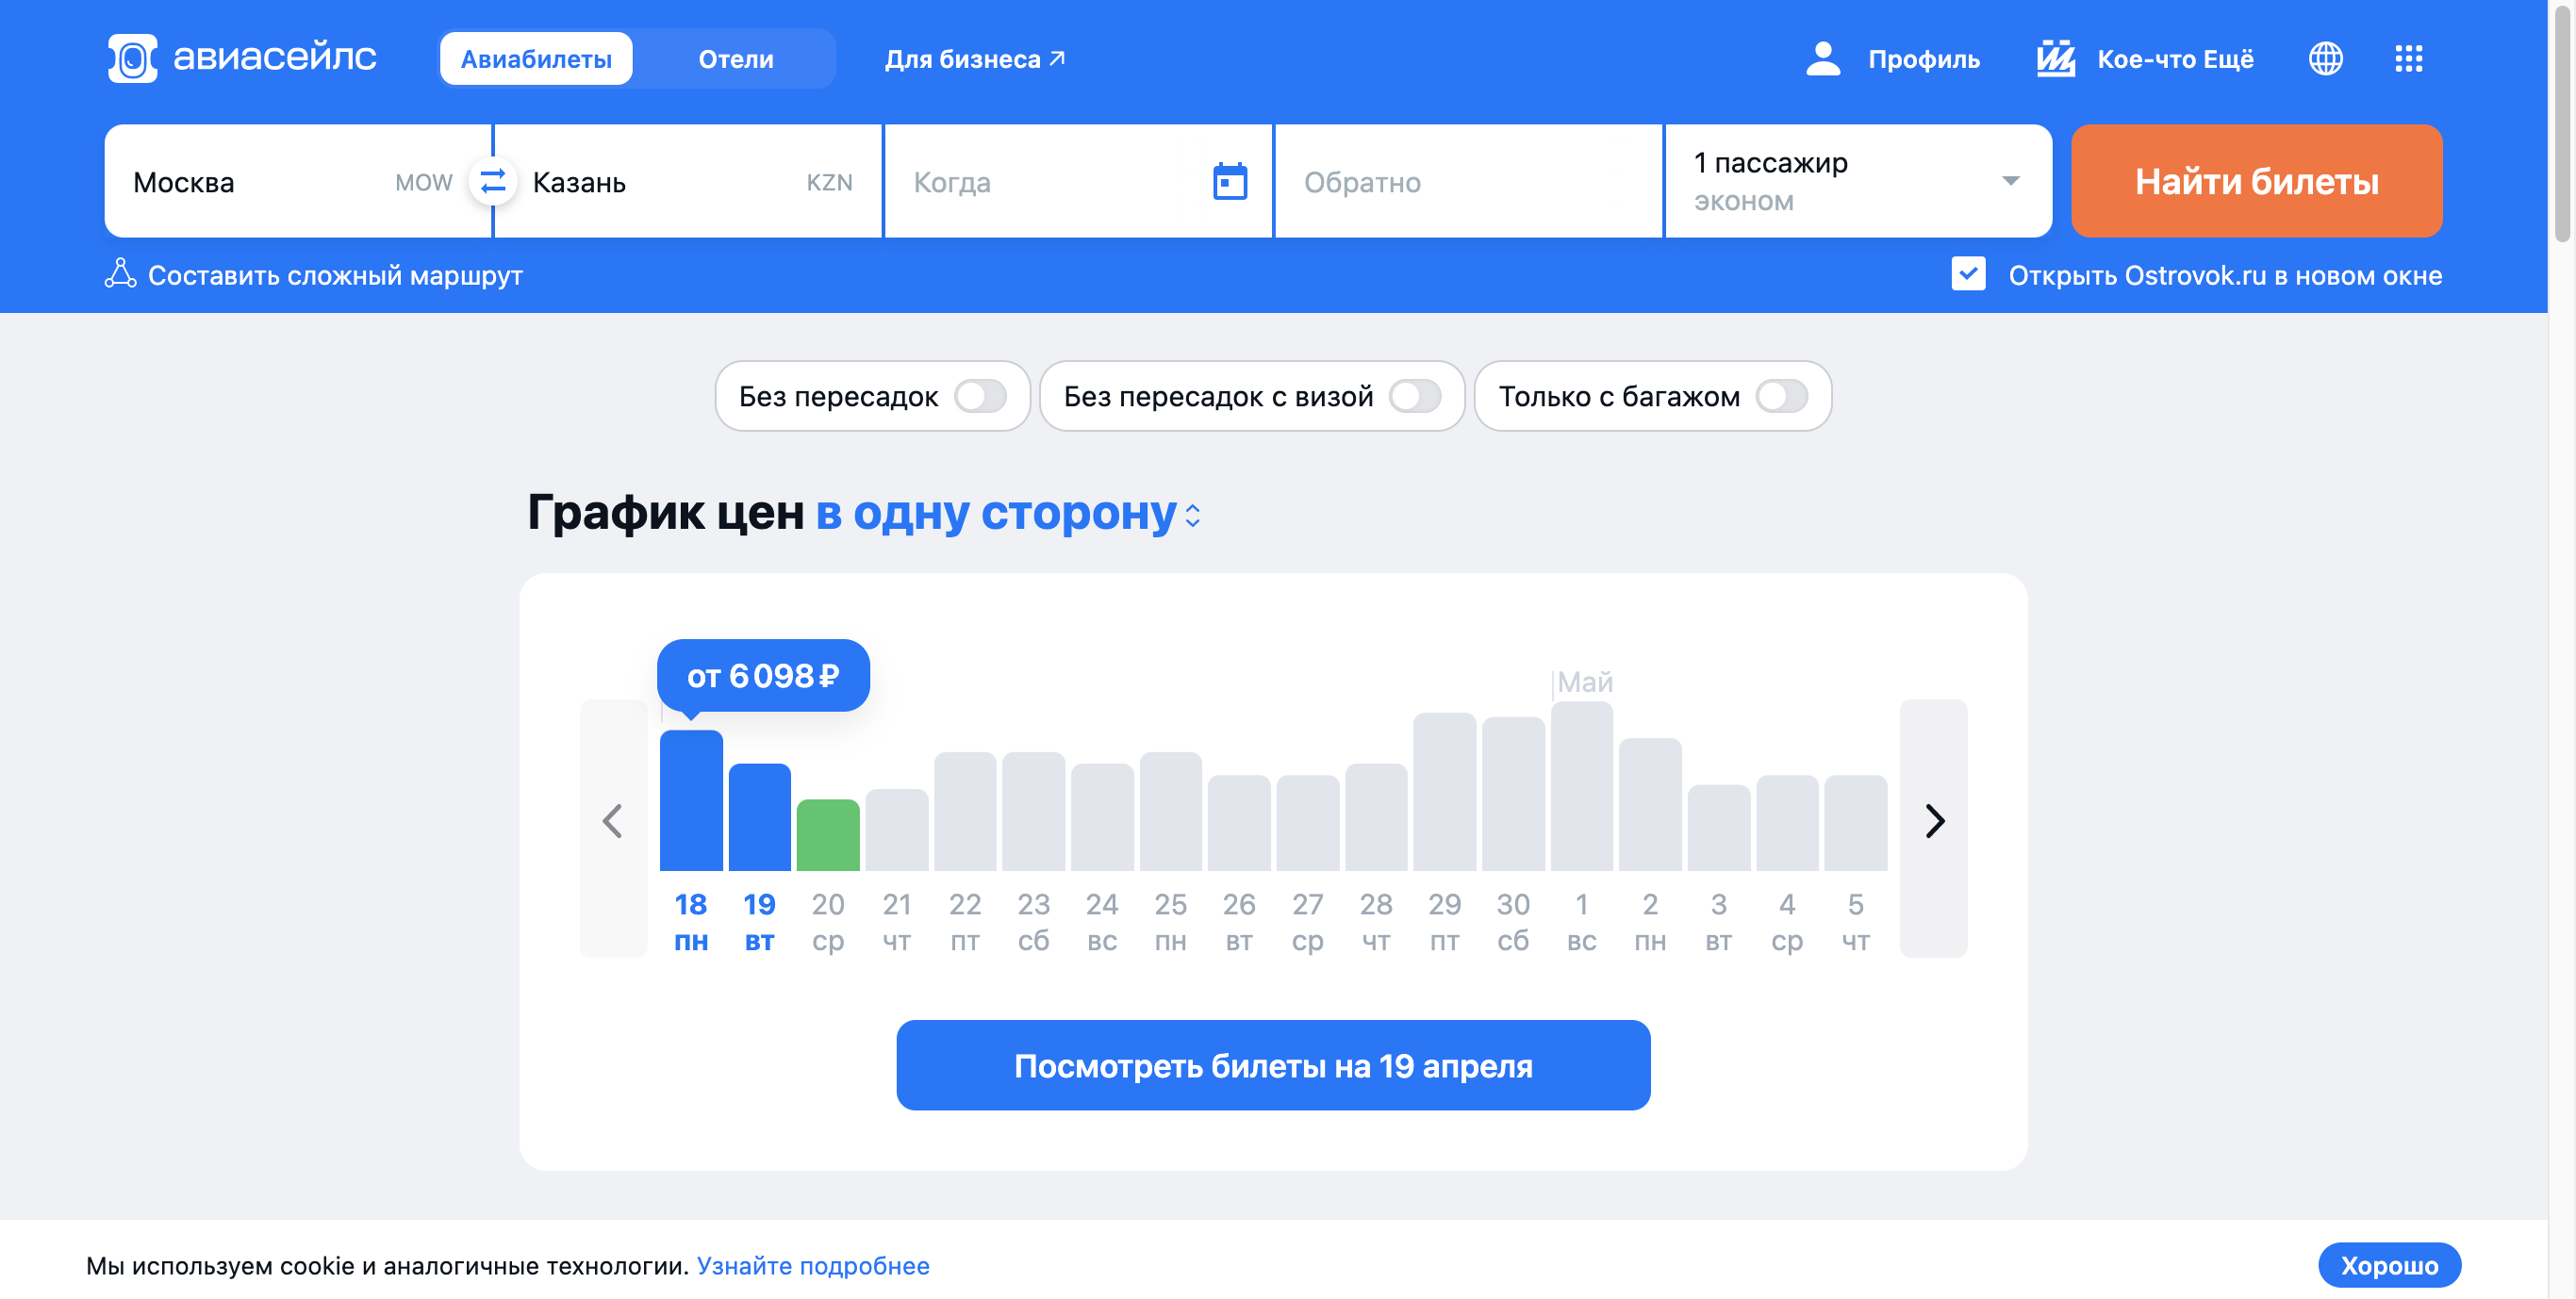 авиасейлс
Авиабилеты
Отели
Для бизнеса
Профиль
Кое-что Ещё
Москва MOW
Казань KZN
Когда
Обратно
1 пассажир
эконом
Найти билеты
Составить сложный маршрут
Открыть Ostrovok.ru в новом окне
Без пересадок
Без пересадок с визой
Только с багажом
График цен в одну сторону
от 6 098 ₽
Май
18 19 20 21 22 23 24 25 26 27 28 29 30 1 2 3 4 5
пн вт ср чт пт сб вс пн вт ср чт пт сб вс пн вт ср чт
Посмотреть билеты на 19 апреля
Мы используем cookie и аналогичные технологии. Узнайте подробнее
Хорошо